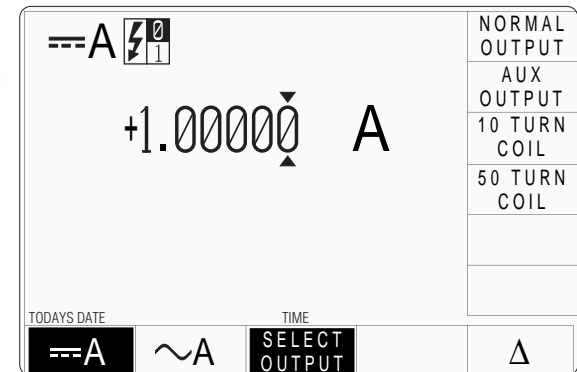 ⎓A 0
1
+1.00000 A
NORMAL
OUTPUT
AUX
OUTPUT
10 TURN
COIL
50 TURN
COIL
TODAYS DATE TIME
⎓A ~A SELECT
OUTPUT Δ